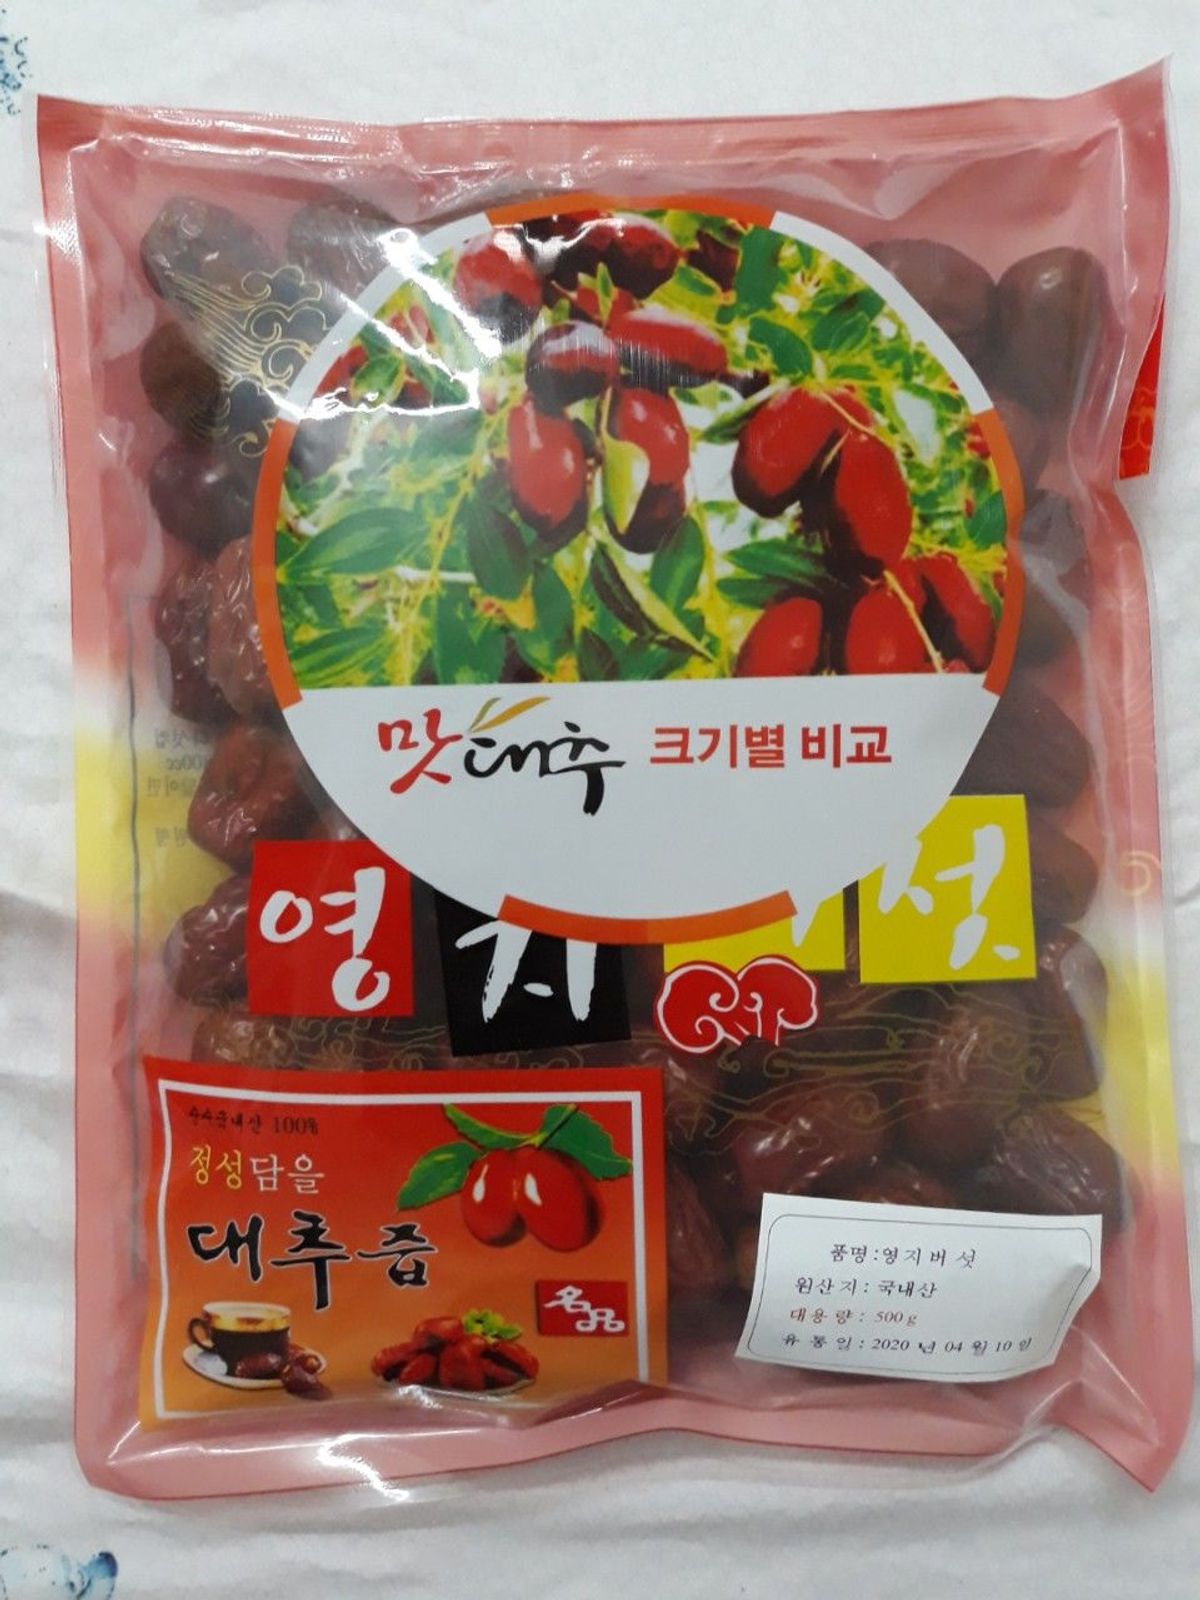 맛대추 크기별 비교
영지버섯
순수국내산 100%
정성담을
대추즙
名品
품명:영지버섯
원산지: 국내산
대용량: 500g
유통일: 2020년 04월 10일